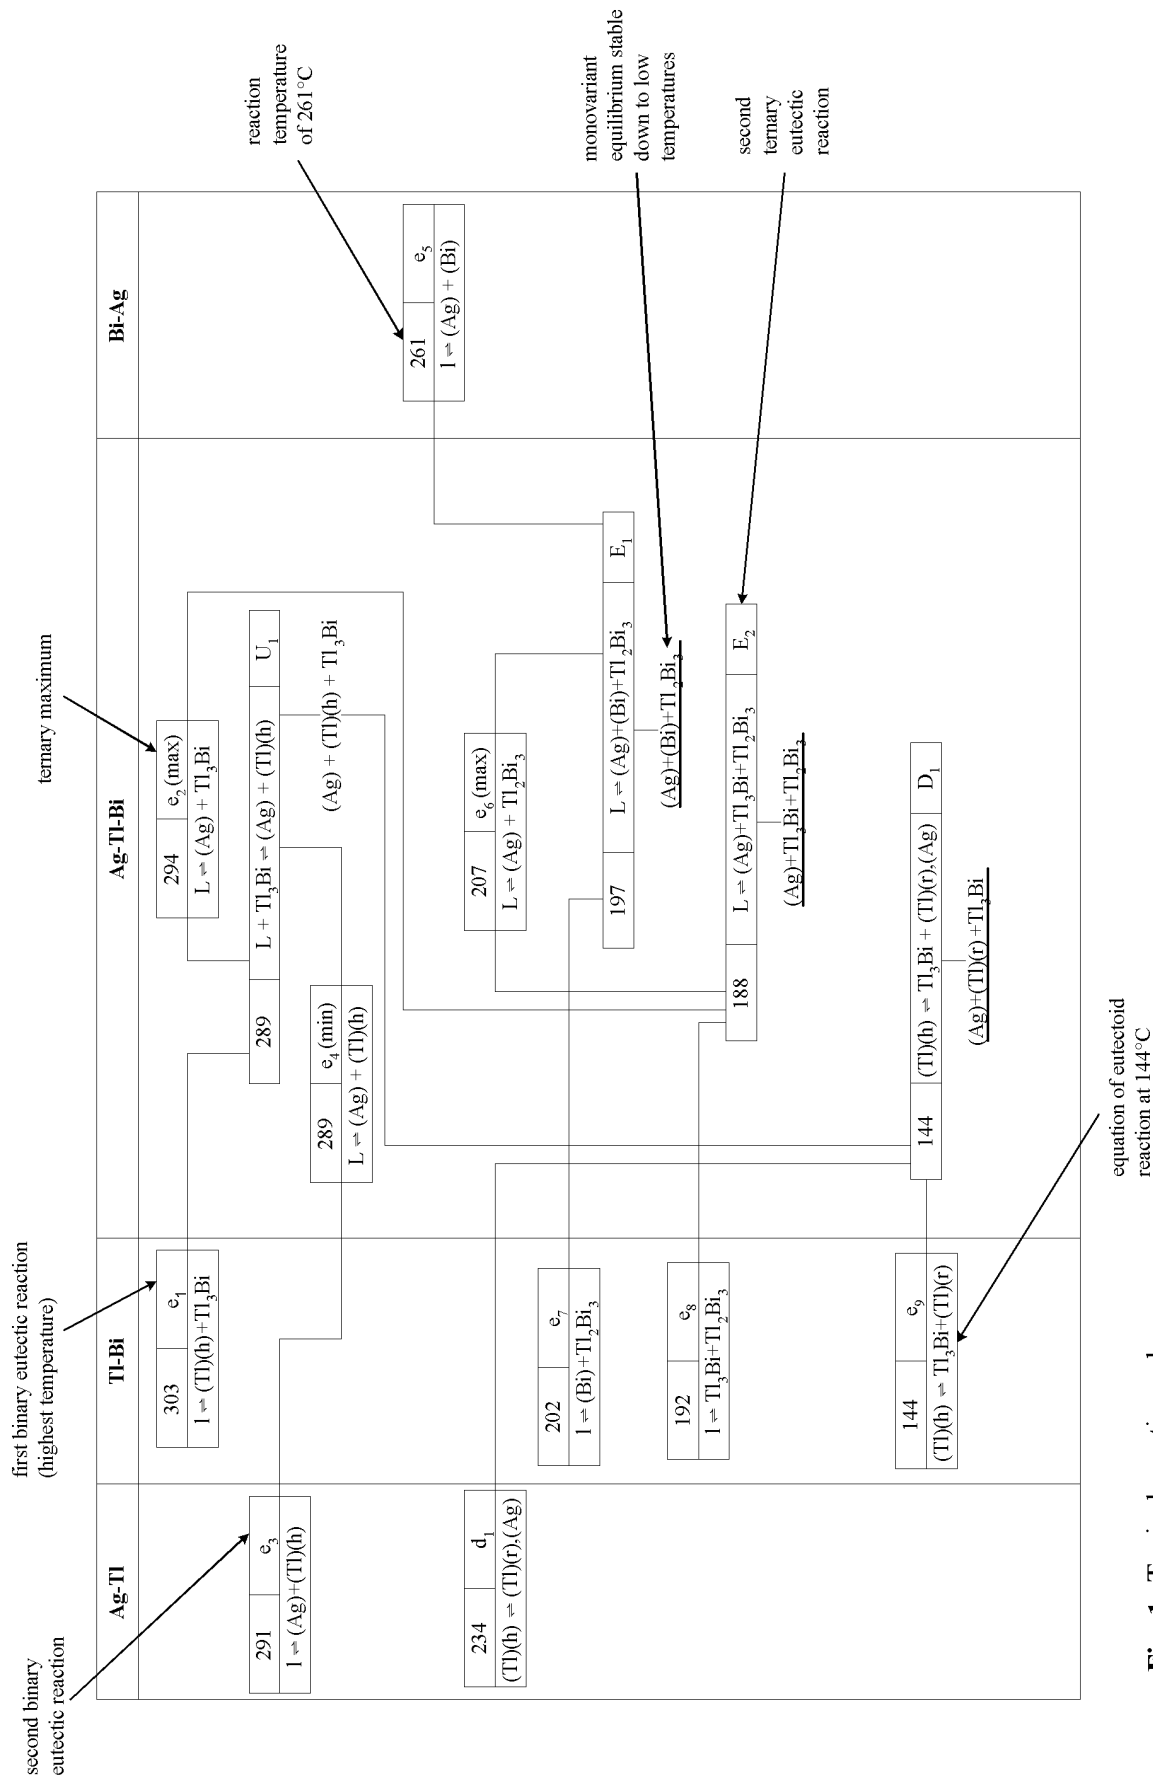 second binary
eutectic reaction
first binary eutectic reaction
(highest temperature)
ternary maximum
reaction
temperature
of 261°C
monovariant
equilibrium stable
down to low
temperatures
second
ternary
eutectic
reaction
equation of eutectoid
reaction at 144°C
Ag-Tl
Tl-Bi
Ag-Tl-Bi
Bi-Ag
291 e₃
l ⇌ (Ag)+(Tl)(h)
234 d₁
(Tl)(h) ⇌ (Tl)(r),(Ag)
303 e₁
l ⇌ (Tl)(h)+Tl₃Bi
202 e₇
l ⇌ (Bi)+Tl₂Bi₃
192 e₈
l ⇌ Tl₃Bi+Tl₂Bi₃
144 e₉
(Tl)(h) ⇌ Tl₃Bi+(Tl)(r)
294 e₂ (max)
L ⇌ (Ag) + Tl₃Bi
289 L + Tl₃Bi ⇌ (Ag) + (Tl)(h) U₁
289 e₄ (min)
L ⇌ (Ag) + (Tl)(h)
(Ag) + (Tl)(h) + Tl₃Bi
207 e₆ (max)
L ⇌ (Ag) + Tl₂Bi₃
197 L ⇌ (Ag)+(Bi)+Tl₂Bi₃ E₁
(Ag)+(Bi)+Tl₂Bi₃
188 L ⇌ (Ag)+Tl₃Bi+Tl₂Bi₃ E₂
(Ag)+Tl₃Bi+Tl₂Bi₃
144 (Tl)(h) ⇌ Tl₃Bi + (Tl)(r),(Ag) D₁
(Ag)+(Tl)(r)+Tl₃Bi
261 e₅
l ⇌ (Ag) + (Bi)